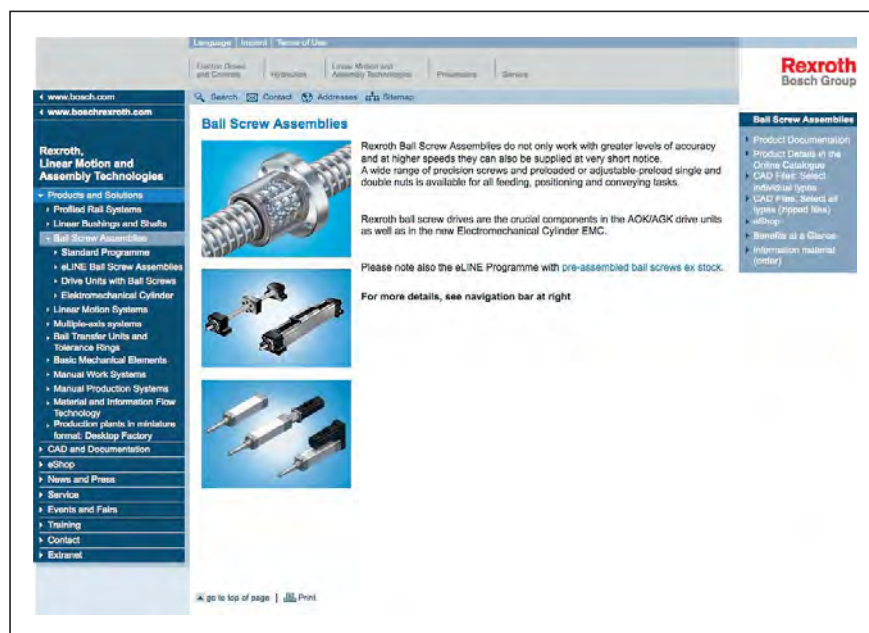 Language | Imprint | Terms of Use
Electric Drives
and Controls
Hydraulics
Linear Motion and
Assembly Technologies
Pneumatics
Service
Rexroth
Bosch Group
www.bosch.com
www.boschrexroth.com
Search
Contact
Addresses
Sitemap
Rexroth,
Linear Motion and
Assembly Technologies
Products and Solutions
Profiled Rail Systems
Linear Bushings and Shafts
Ball Screw Assemblies
Standard Programme
eLINE Ball Screw Assemblies
Drive Units with Ball Screws
Elektromechanical Cylinder
Linear Motion Systems
Multiple-axis systems
Ball Transfer Units and
Tolerance Rings
Basic Mechanical Elements
Manual Work Systems
Manual Production Systems
Material and Information Flow
Technology
Production plants in miniature
format: Desktop Factory
CAD and Documentation
eShop
News and Press
Service
Events and Fairs
Training
Contact
Extranet
Ball Screw Assemblies
Rexroth Ball Screw Assemblies do not only work with greater levels of accuracy
and at higher speeds they can also be supplied at very short notice.
A wide range of precision screws and preloaded or adjustable-preload single and
double nuts is available for all feeding, positioning and conveying tasks.
Rexroth ball screw drives are the crucial components in the AOK/AGK drive units
as well as in the new Electromechanical Cylinder EMC.
Please note also the eLINE Programme with pre-assembled ball screws ex stock.
For more details, see navigation bar at right
go to top of page | Print
Ball Screw Assemblies
Product Documentation
Product Details in the
Online Catalogue
CAD Files: Select
individual types
CAD Files: Select all
types (zipped files)
eShop
Benefits at a Glance
Information material
(order)